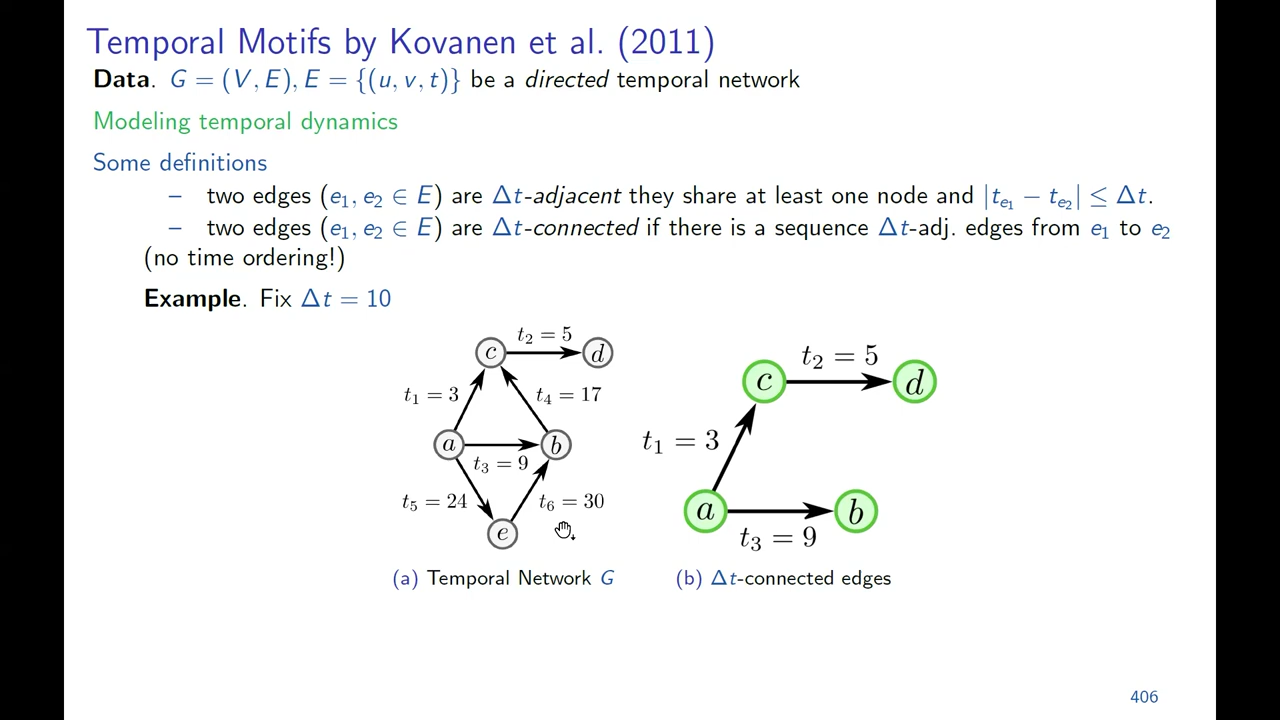 Temporal Motifs by Kovanen et al. (2011)
Data. G = (V, E), E = {(u, v, t)} be a directed temporal network
Modeling temporal dynamics
Some definitions
– two edges (e₁, e₂ ∈ E) are Δt-adjacent they share at least one node and |tₑ₁ − tₑ₂| ≤ Δt.
– two edges (e₁, e₂ ∈ E) are Δt-connected if there is a sequence Δt-adj. edges from e₁ to e₂
(no time ordering!)
Example. Fix Δt = 10
t₂ = 5
c d
t₁ = 3 t₄ = 17
a b
t₃ = 9
t₅ = 24 t₆ = 30
e
(a) Temporal Network G
t₂ = 5
c d
t₁ = 3
a b
t₃ = 9
(b) Δt-connected edges
406